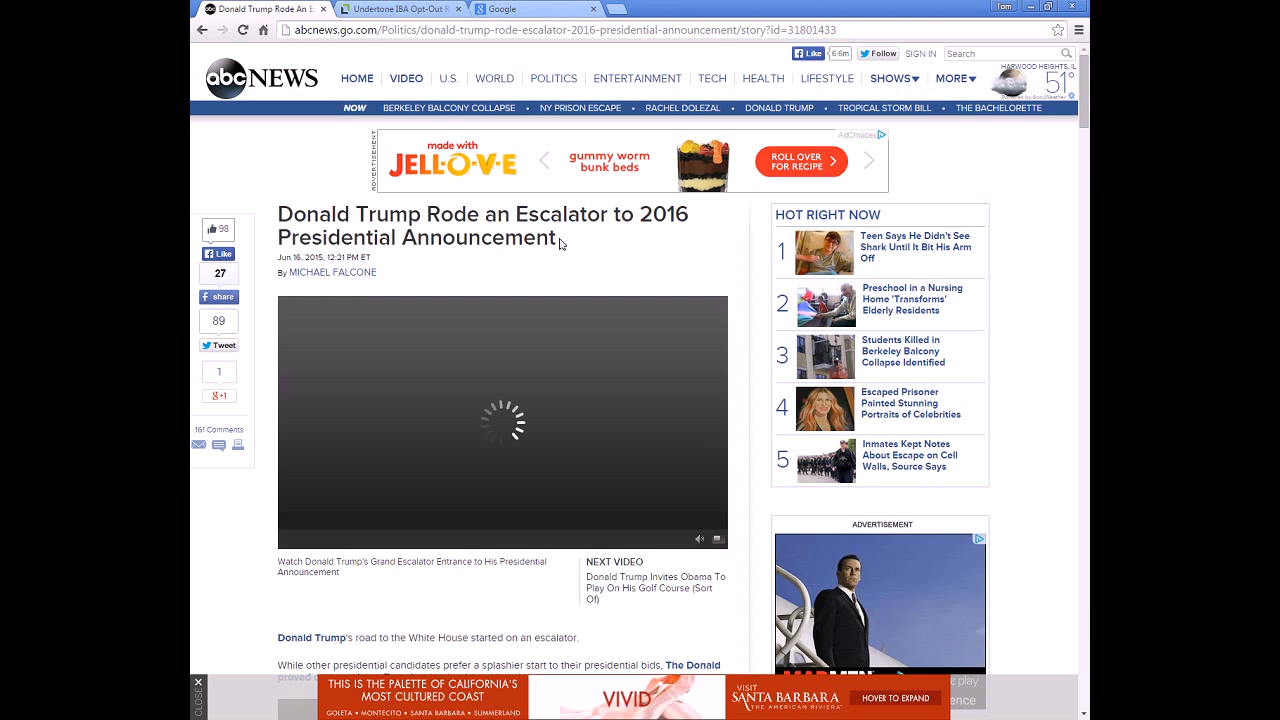 Donald Trump Rode An E
Undertone IBA Opt-Out R
Google
Tom
abcnews.go.com/Politics/donald-trump-rode-escalator-2016-presidential-announcement/story?id=31801433
Like
6.6m
Follow
SIGN IN
Search
abc NEWS
HOME
VIDEO
U.S.
WORLD
POLITICS
ENTERTAINMENT
TECH
HEALTH
LIFESTYLE
SHOWS
MORE
HARWOOD HEIGHTS, IL
51°
Powered by AccuWeather
NOW
BERKELEY BALCONY COLLAPSE
NY PRISON ESCAPE
RACHEL DOLEZAL
DONALD TRUMP
TROPICAL STORM BILL
THE BACHELORETTE
ADVERTISEMENT
AdChoices
made with
JELL-O-V-E
gummy worm
bunk beds
ROLL OVER
FOR RECIPE
Donald Trump Rode an Escalator to 2016
Presidential Announcement
Jun 16, 2015, 12:21 PM ET
By MICHAEL FALCONE
98
Like
27
share
89
Tweet
1
g+1
161 Comments
Watch Donald Trump's Grand Escalator Entrance to His Presidential
Announcement
NEXT VIDEO
Donald Trump Invites Obama To
Play On His Golf Course (Sort
Of)
Donald Trump's road to the White House started on an escalator.
While other presidential candidates prefer a splashier start to their presidential bids, The Donald
HOT RIGHT NOW
1
Teen Says He Didn't See
Shark Until It Bit His Arm
Off
2
Preschool in a Nursing
Home 'Transforms'
Elderly Residents
3
Students Killed in
Berkeley Balcony
Collapse Identified
4
Escaped Prisoner
Painted Stunning
Portraits of Celebrities
5
Inmates Kept Notes
About Escape on Cell
Walls, Source Says
ADVERTISEMENT
MAD MEN
CLOSE
THIS IS THE PALETTE OF CALIFORNIA'S
MOST CULTURED COAST
GOLETA • MONTECITO • SANTA BARBARA • SUMMERLAND
VIVID
VISIT
SANTA BARBARA
THE AMERICAN RIVIERA
HOVER TO EXPAND